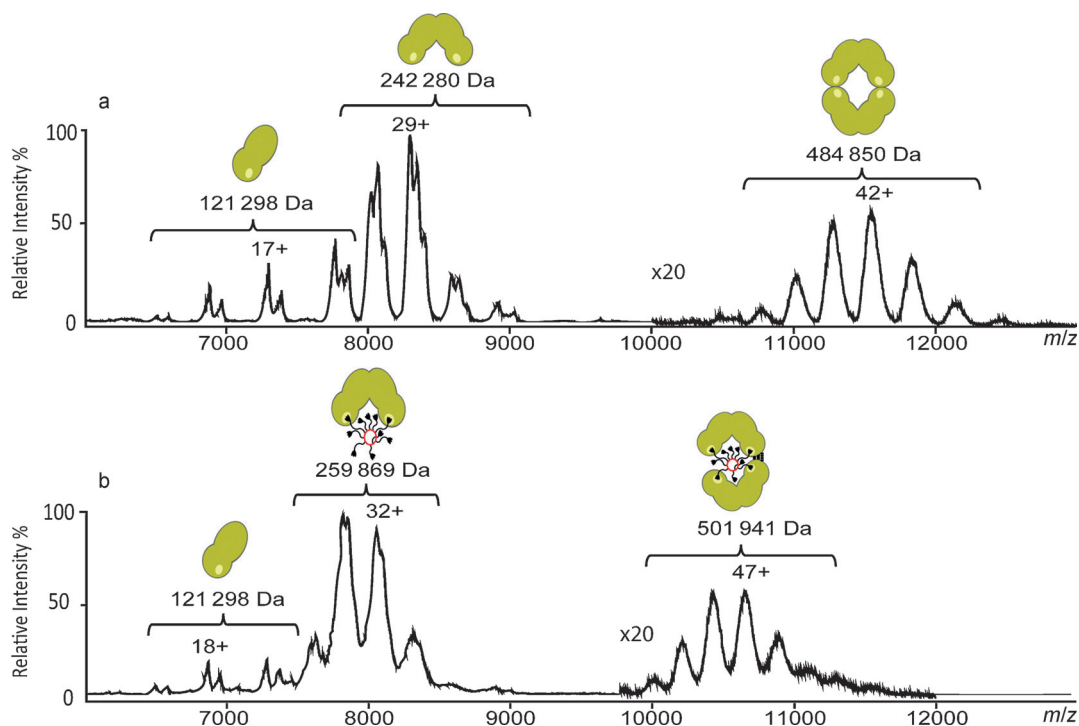 a
Relative Intensity %
100
50
0
121 298 Da
17+
242 280 Da
29+
484 850 Da
42+
x20
7000
8000
9000
10000
11000
12000
m/z
b
Relative Intensity %
100
50
0
121 298 Da
18+
259 869 Da
32+
501 941 Da
47+
x20
7000
8000
9000
10000
11000
12000
m/z